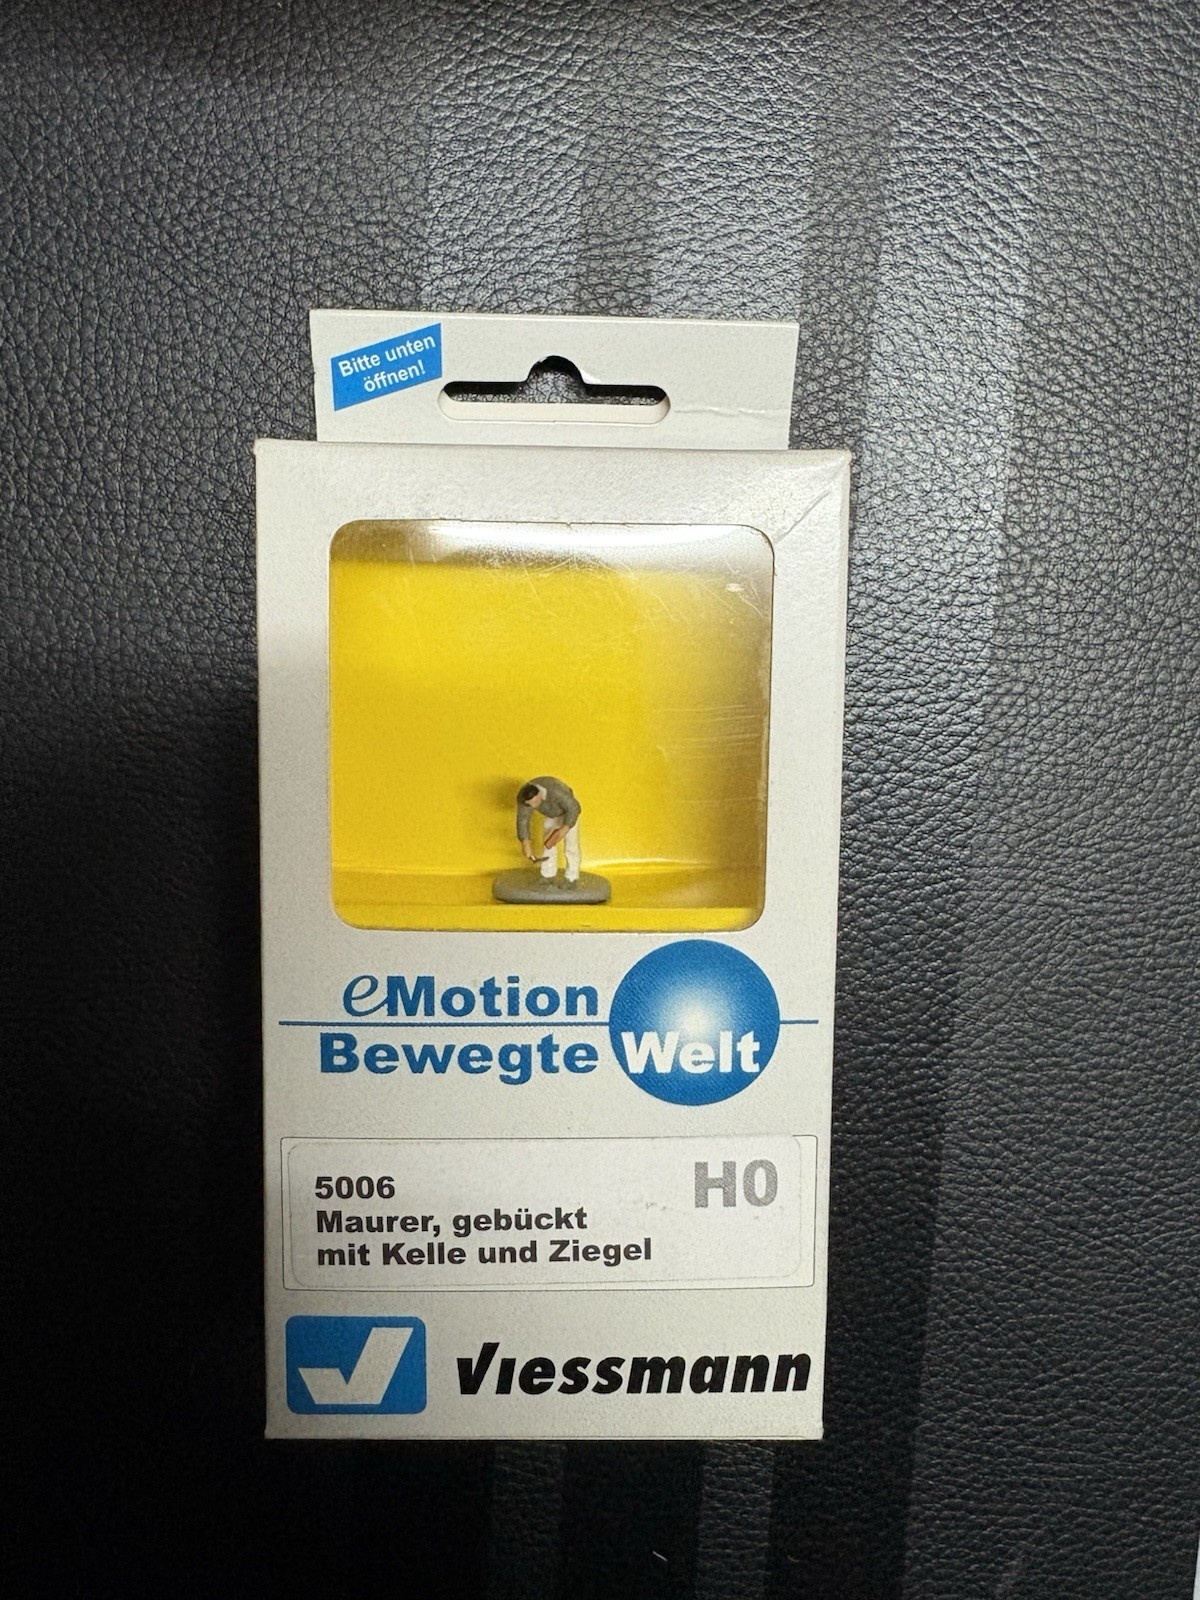 Bitte unten
öffnen!
eMotion
Bewegte Welt
5006
H0
Maurer, gebückt
mit Kelle und Ziegel
Viessmann